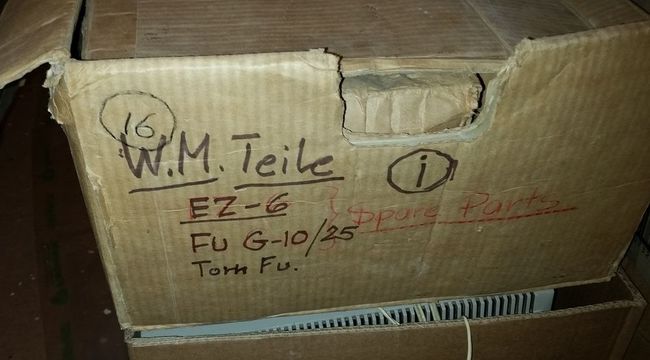 16
W.M. Teile i
EZ-6 } Spare Parts
FU G-10/25
Torn Fu.